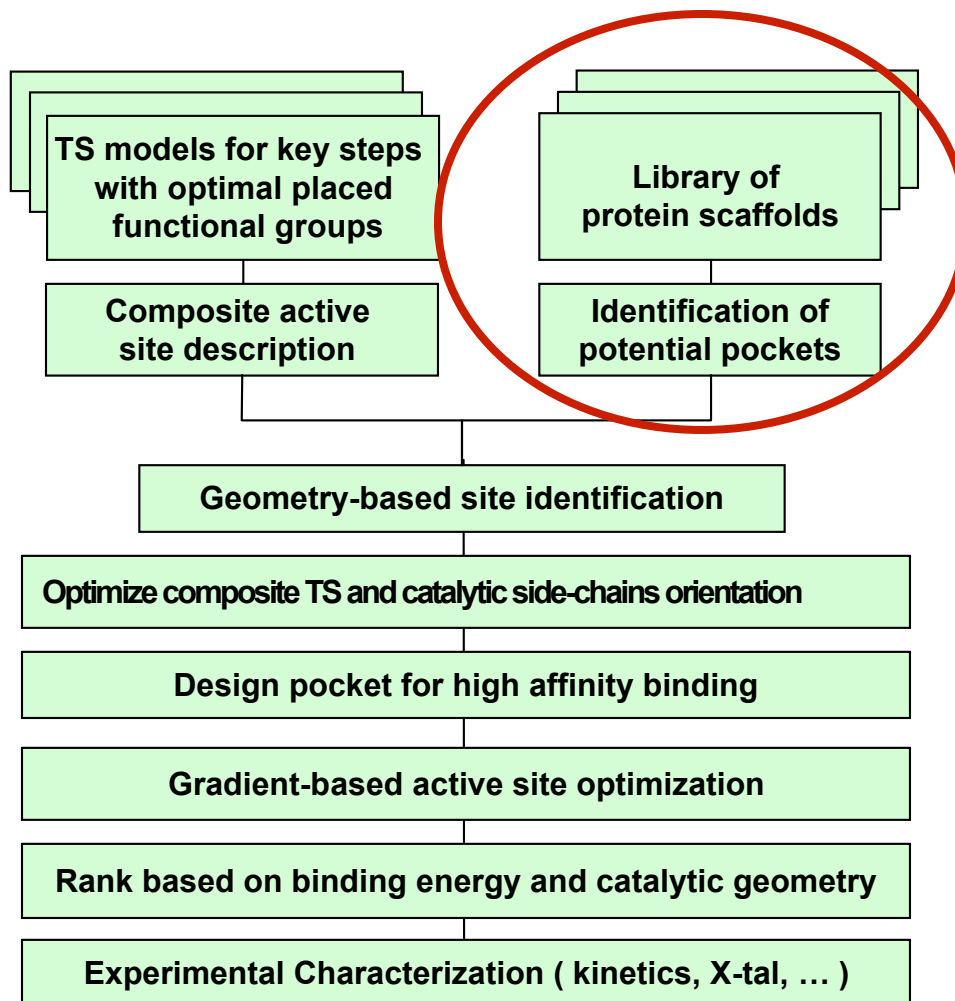 TS models for key steps
with optimal placed
functional groups
Library of
protein scaffolds
Composite active
site description
Identification of
potential pockets
Geometry-based site identification
Optimize composite TS and catalytic side-chains orientation
Design pocket for high affinity binding
Gradient-based active site optimization
Rank based on binding energy and catalytic geometry
Experimental Characterization ( kinetics, X-tal, … )